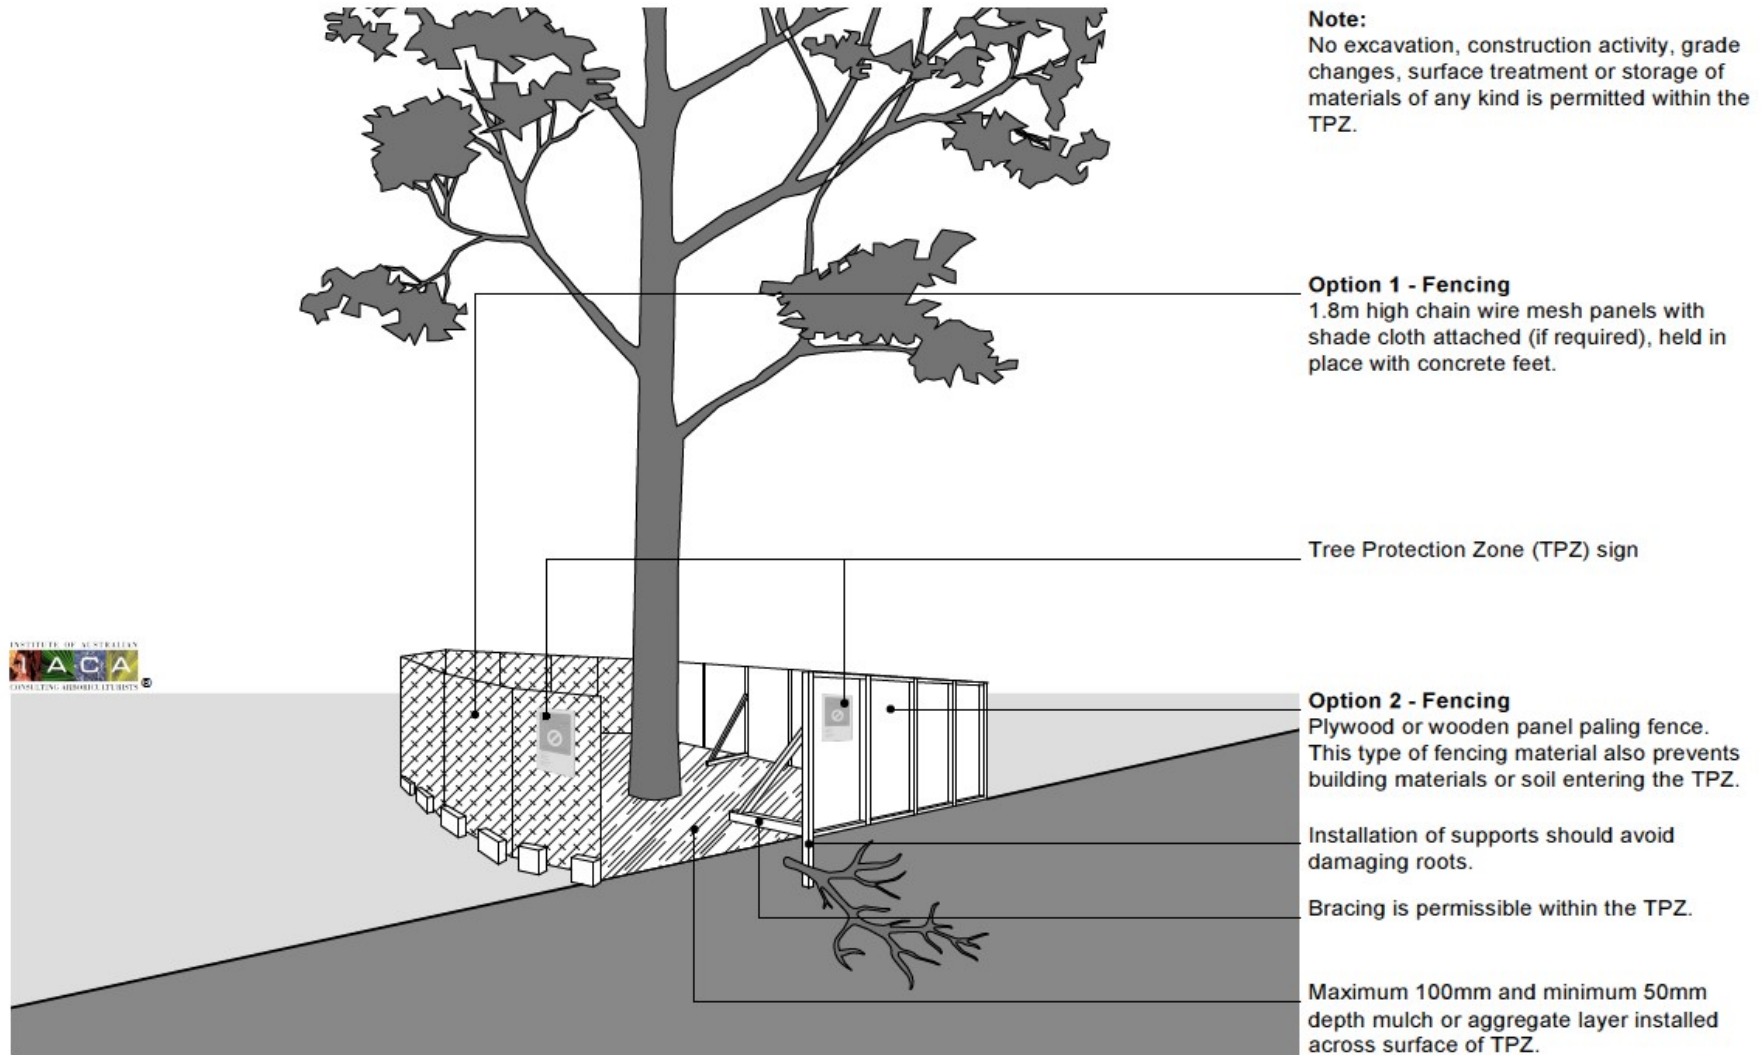 Note:
No excavation, construction activity, grade
changes, surface treatment or storage of
materials of any kind is permitted within the
TPZ.
Option 1 - Fencing
1.8m high chain wire mesh panels with
shade cloth attached (if required), held in
place with concrete feet.
Tree Protection Zone (TPZ) sign
INSTITUTE OF AUSTRALIAN
IACA
CONSULTING ARBORICULTURISTS ®
Option 2 - Fencing
Plywood or wooden panel paling fence.
This type of fencing material also prevents
building materials or soil entering the TPZ.
Installation of supports should avoid
damaging roots.
Bracing is permissible within the TPZ.
Maximum 100mm and minimum 50mm
depth mulch or aggregate layer installed
across surface of TPZ.